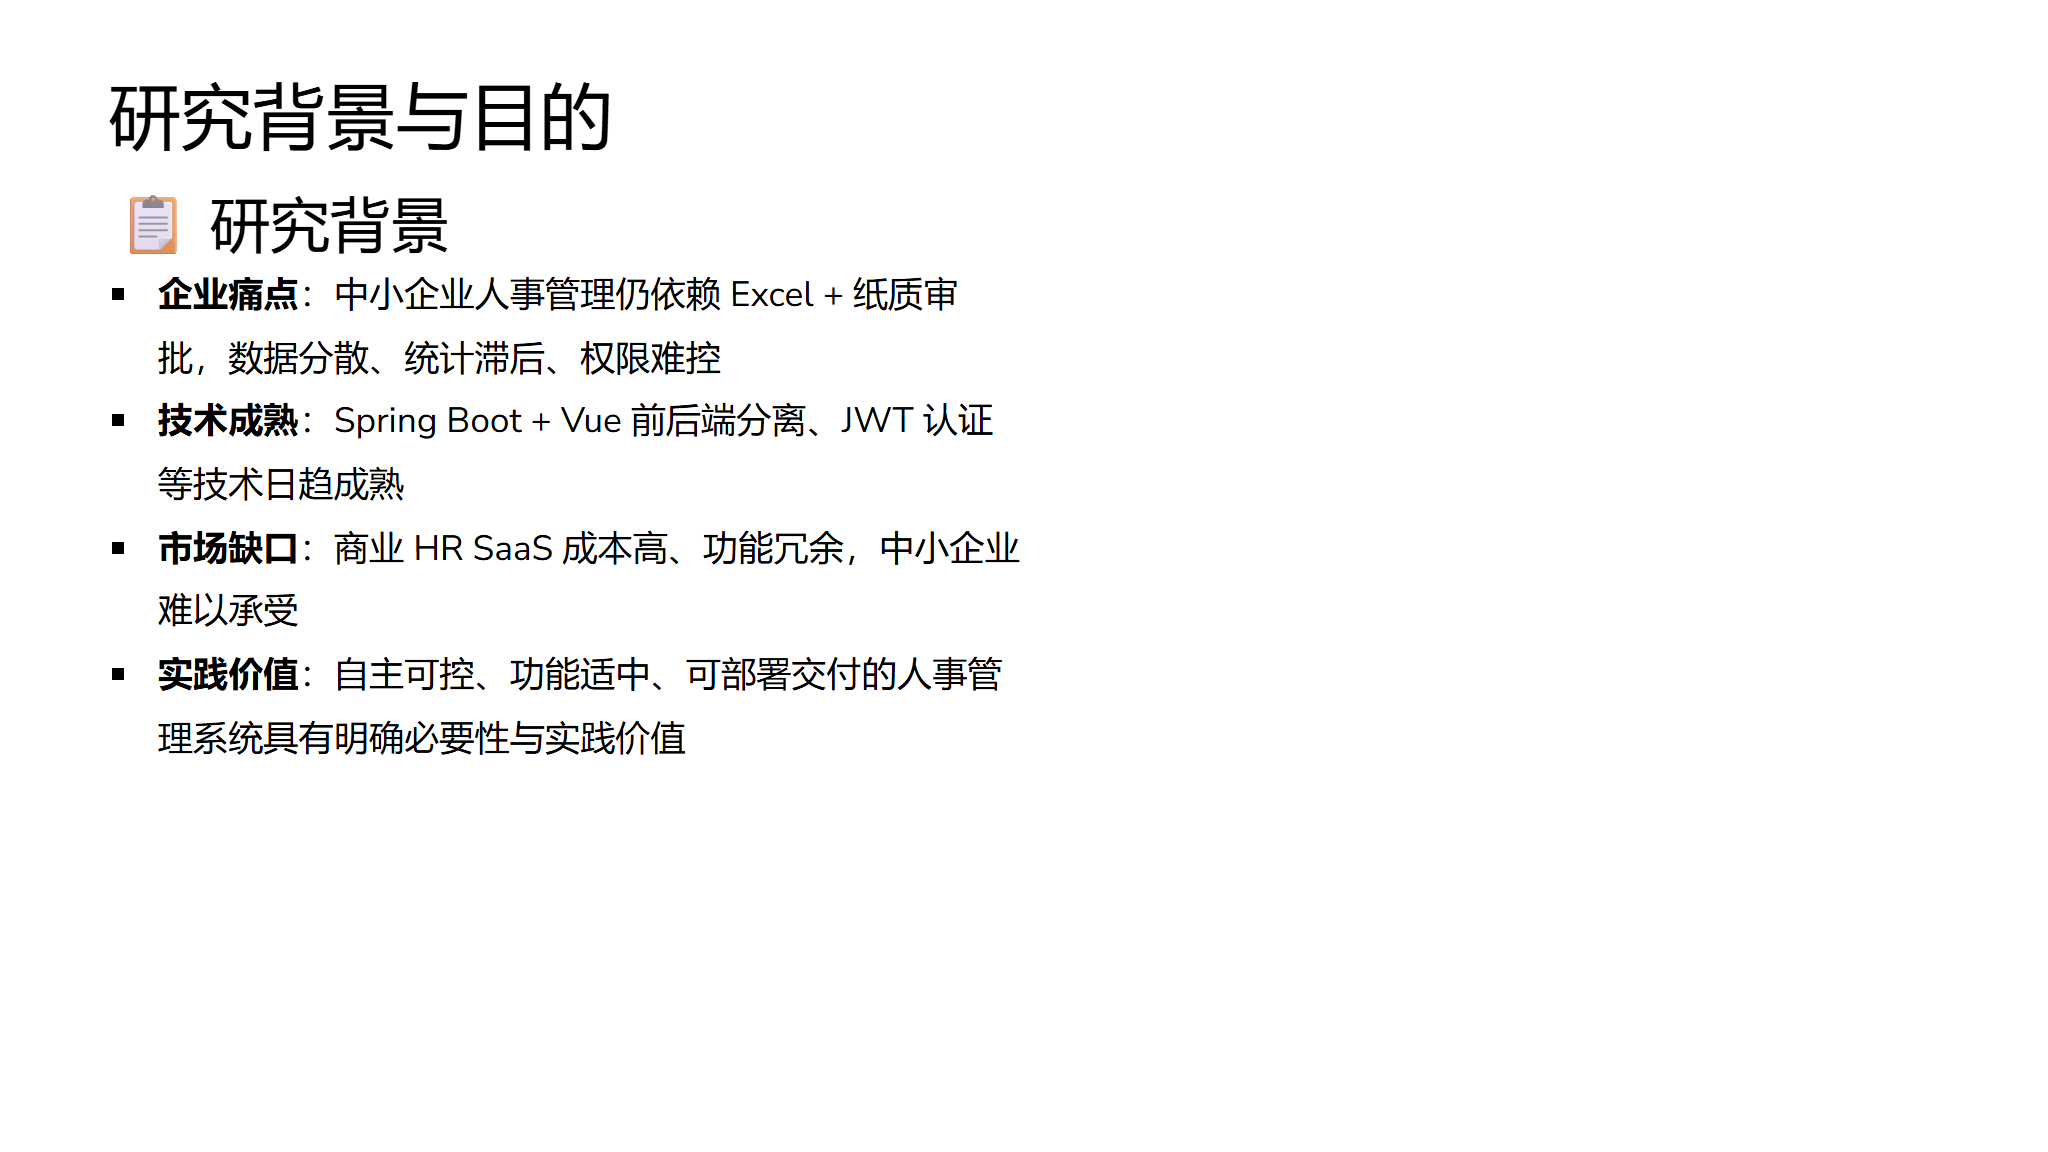 研究背景与目的
研究背景
▪ 企业痛点：中小企业人事管理仍依赖 Excel + 纸质审
批，数据分散、统计滞后、权限难控
▪ 技术成熟：Spring Boot + Vue 前后端分离、JWT 认证
等技术日趋成熟
▪ 市场缺口：商业 HR SaaS 成本高、功能冗余，中小企业
难以承受
▪ 实践价值：自主可控、功能适中、可部署交付的人事管
理系统具有明确必要性与实践价值